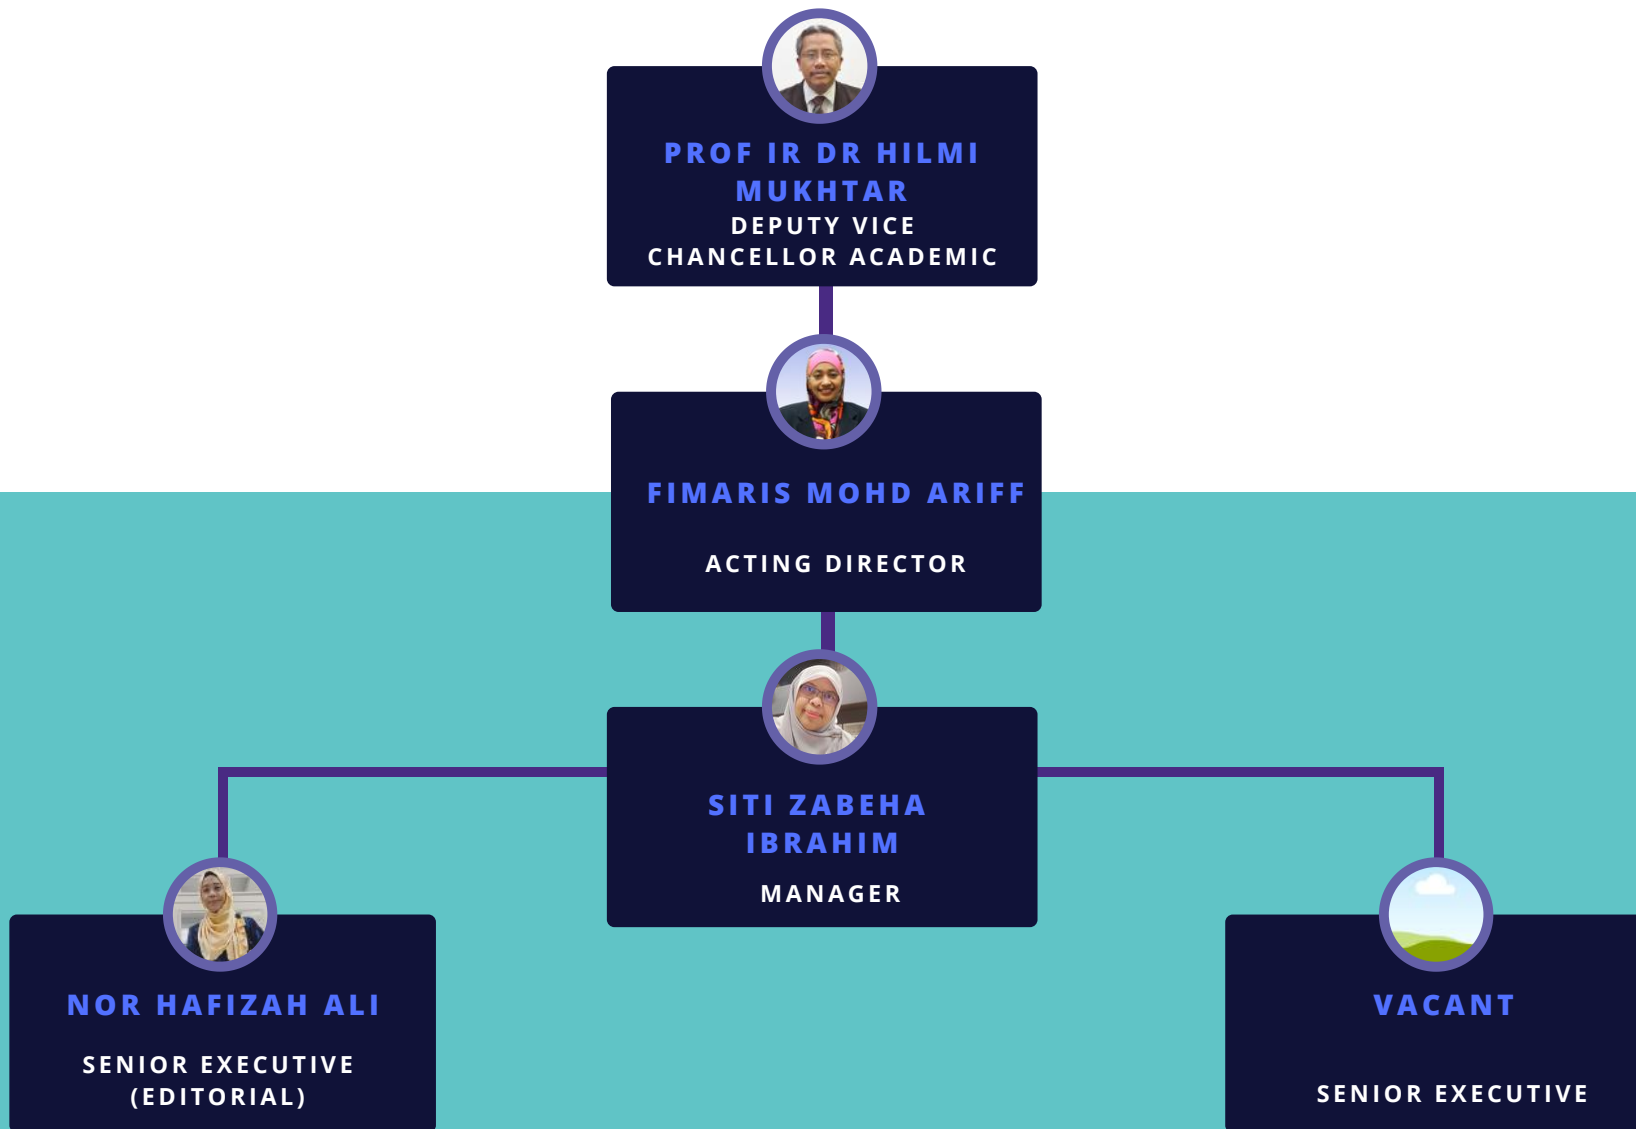 PROF IR DR HILMI
MUKHTAR
DEPUTY VICE
CHANCELLOR ACADEMIC
FIMARIS MOHD ARIFF
ACTING DIRECTOR
SITI ZABEHA
IBRAHIM
MANAGER
NOR HAFIZAH ALI
SENIOR EXECUTIVE
(EDITORIAL)
VACANT
SENIOR EXECUTIVE